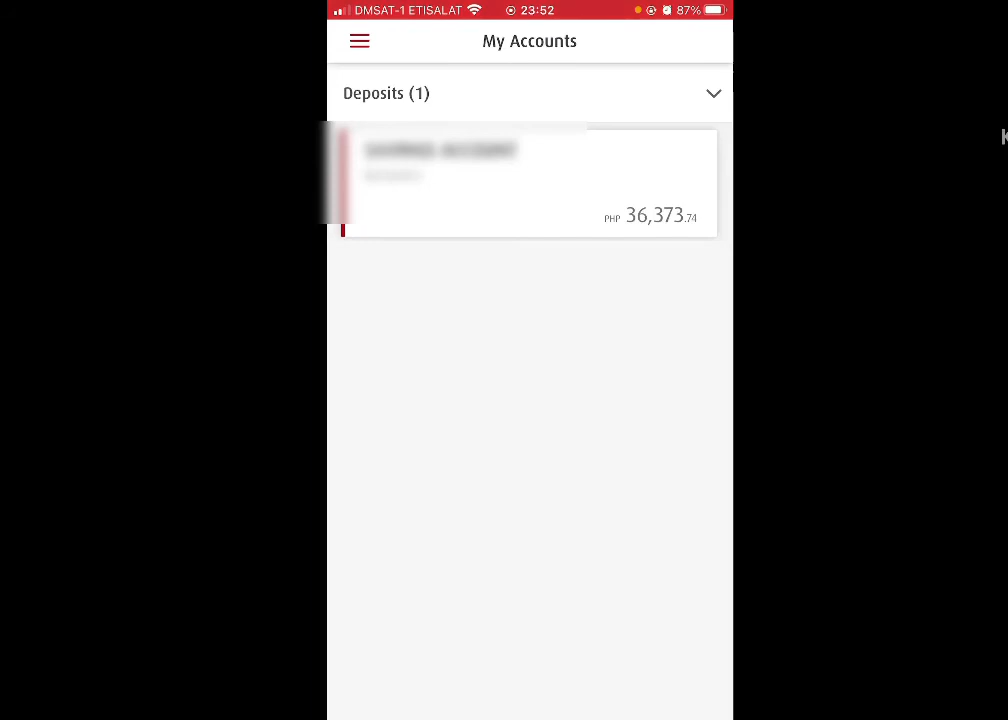 DMSAT-1 ETISALAT 23:52 87%
My Accounts
Deposits (1)
PHP 36,373.74